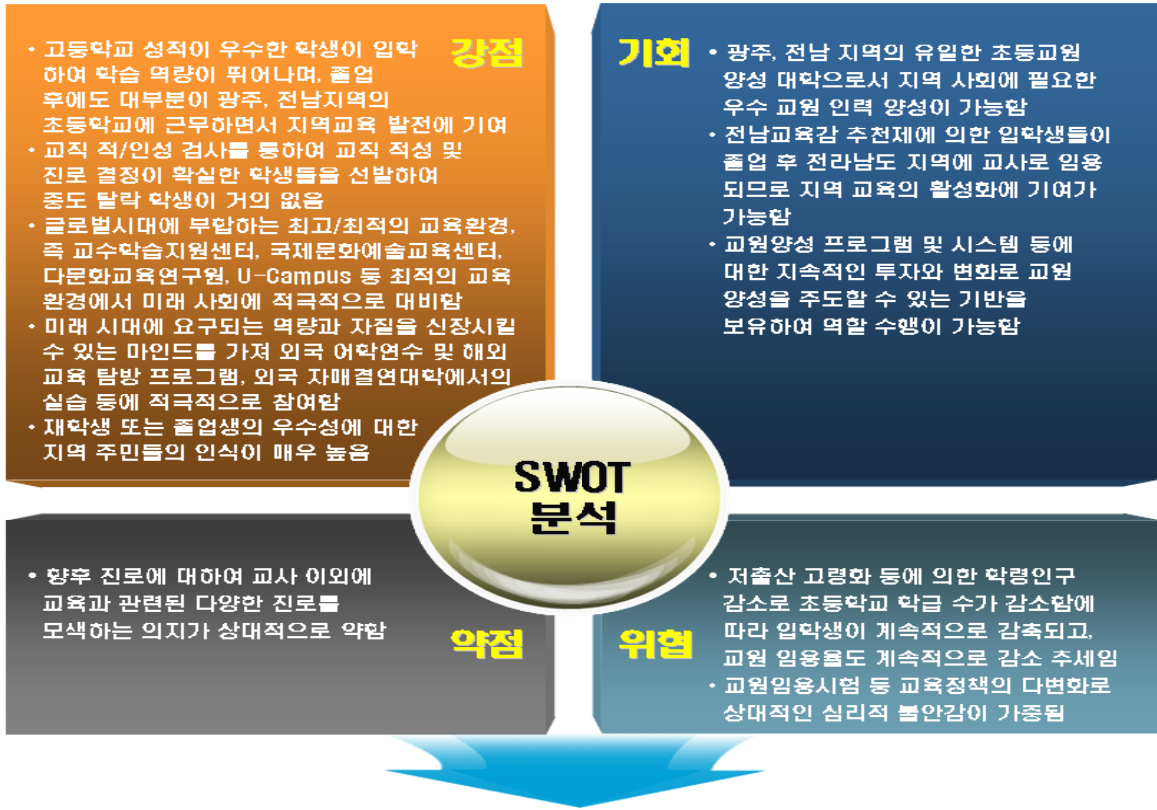 강점
• 고등학교 성적이 우수한 학생이 입학
하여 학습 역량이 뛰어나며, 졸업
후에도 대부분이 광주, 전남지역의
초등학교에 근무하면서 지역교육 발전에 기여
• 교직 적/인성 검사를 통하여 교직 적성 및
진로 결정이 확실한 학생들을 선발하여
중도 탈락 학생이 거의 없음
• 글로벌시대에 부합하는 최고/최적의 교육환경,
즉 교수학습지원센터, 국제문화예술교육센터,
다문화교육연구원, U-Campus 등 최적의 교육
환경에서 미래 사회에 적극적으로 대비함
• 미래 시대에 요구되는 역량과 자질을 신장시킬
수 있는 마인드를 가져 외국 어학연수 및 해외
교육 탐방 프로그램, 외국 자매결연대학에서의
실습 등에 적극적으로 참여함
• 재학생 또는 졸업생의 우수성에 대한
지역 주민들의 인식이 매우 높음
기회
• 광주, 전남 지역의 유일한 초등교원
양성 대학으로서 지역 사회에 필요한
우수 교원 인력 양성이 가능함
• 전남교육감 추천제에 의한 입학생들이
졸업 후 전라남도 지역에 교사로 임용
되므로 지역 교육의 활성화에 기여가
가능함
• 교원양성 프로그램 및 시스템 등에
대한 지속적인 투자와 변화로 교원
양성을 주도할 수 있는 기반을
보유하여 역할 수행이 가능함
SWOT
분석
• 향후 진로에 대하여 교사 이외에
교육과 관련된 다양한 진로를
모색하는 의지가 상대적으로 약함
약점
위협
• 저출산 고령화 등에 의한 학령인구
감소로 초등학교 학급 수가 감소함에
따라 입학생이 계속적으로 감축되고,
교원 임용율도 계속적으로 감소 추세임
• 교원임용시험 등 교육정책의 다변화로
상대적인 심리적 불안감이 가중됨